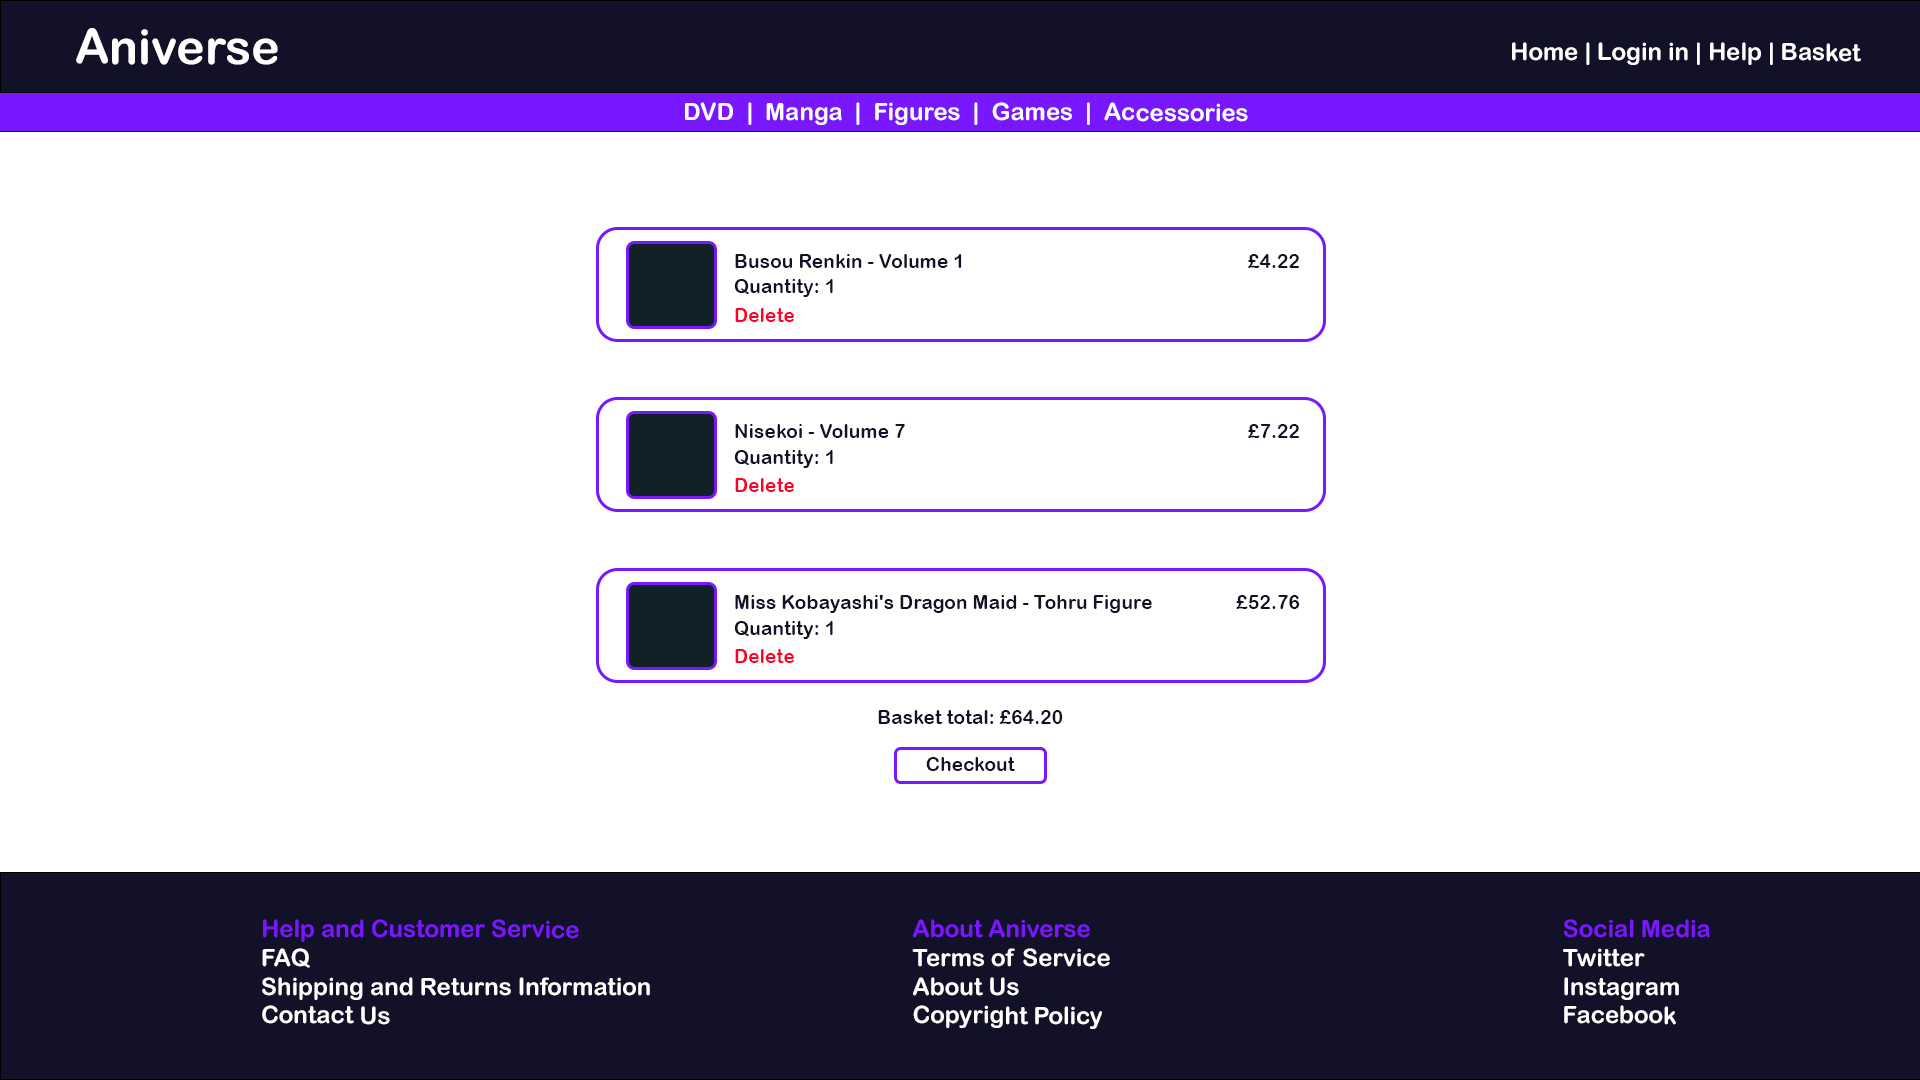 Aniverse
Home | Login in | Help | Basket
DVD | Manga | Figures | Games | Accessories
Busou Renkin - Volume 1 £4.22
Quantity: 1
Delete
Nisekoi - Volume 7 £7.22
Quantity: 1
Delete
Miss Kobayashi's Dragon Maid - Tohru Figure £52.76
Quantity: 1
Delete
Basket total: £64.20
Checkout
Help and Customer Service
FAQ
Shipping and Returns Information
Contact Us
About Aniverse
Terms of Service
About Us
Copyright Policy
Social Media
Twitter
Instagram
Facebook